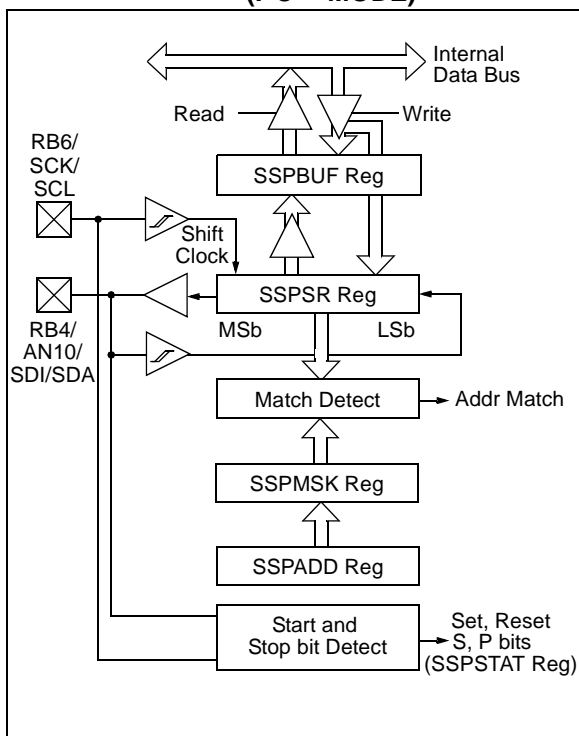 Internal
Data Bus
Read
Write
RB6/
SCK/
SCL
SSPBUF Reg
Shift
Clock
SSPSR Reg
MSb
LSb
RB4/
AN10/
SDI/SDA
Match Detect
Addr Match
SSPMSK Reg
SSPADD Reg
Start and
Stop bit Detect
Set, Reset
S, P bits
(SSPSTAT Reg)